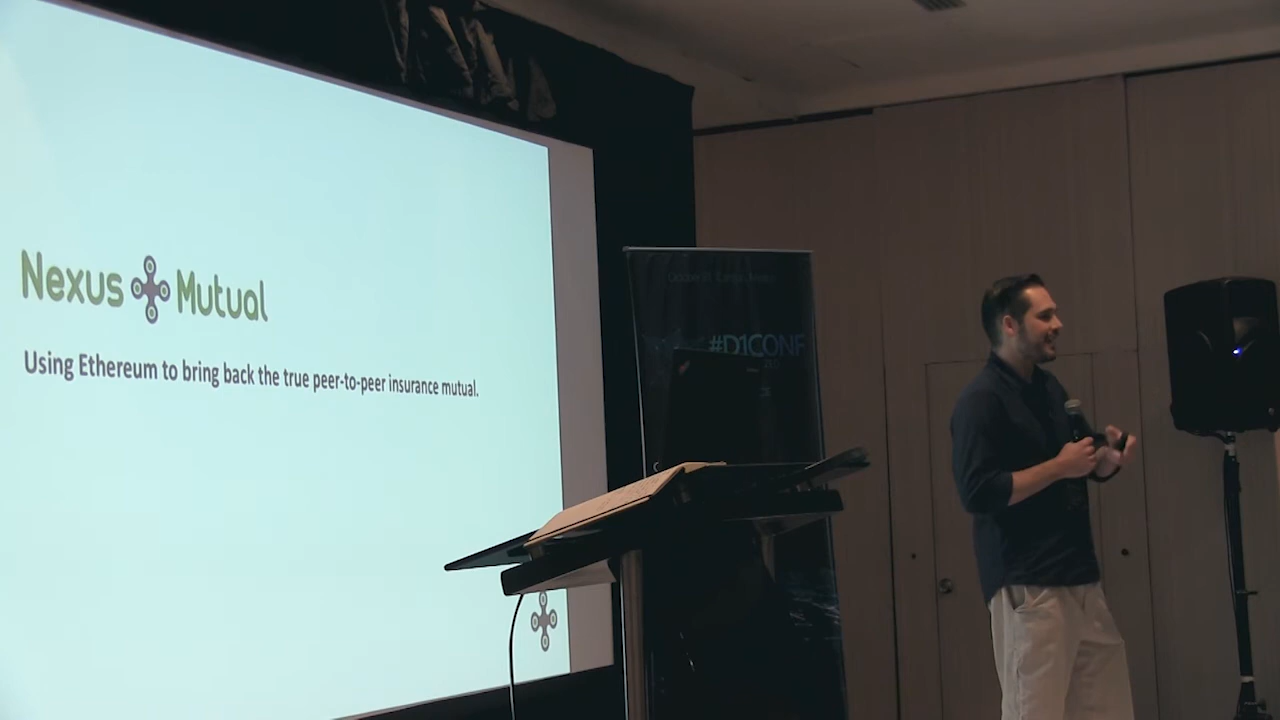 Nexus Mutual
Using Ethereum to bring back the true peer-to-peer insurance mutual.
#D1CONF